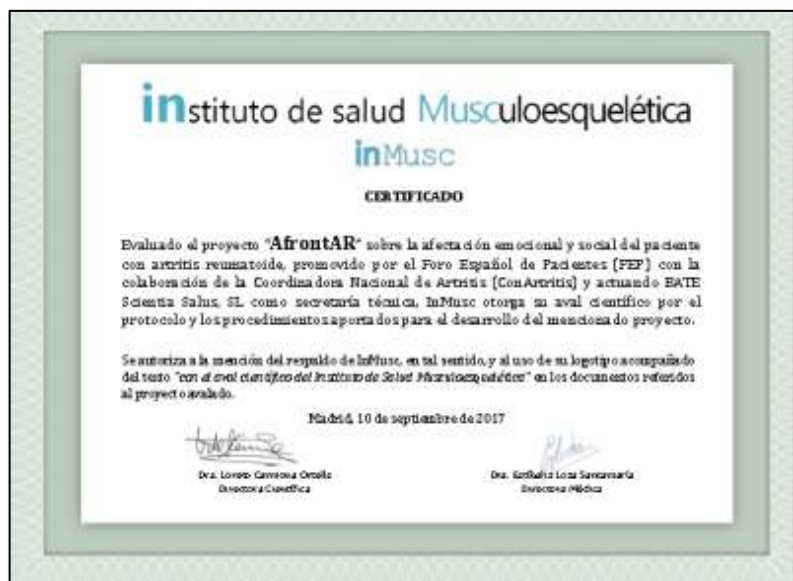 instituto de salud Musculoesquelética
inMusc
CERTIFICADO
Evaluado el proyecto "AfrontAR" sobre la afectación emocional y social del paciente
con artritis reumatoide, promovido por el Foro Español de Pacientes (FEP) con la
colaboración de la Coordinadora Nacional de Artritis (ConArtritis) y actuando BATE
Scientia Salus, SL como secretaría técnica, InMusc otorga su aval científico por el
protocolo y los procedimientos aportados para el desarrollo del mencionado proyecto.
Se autoriza a la mención del respaldo de InMusc, en tal sentido, y al uso de su logotipo acompañado
del texto "con el aval científico del Instituto de Salud Musculoesquelética" en los documentos referidos
al proyecto avalado.
Madrid, 10 de septiembre de 2017
Dra. Loreto Carmona Ortells
Dra. Estíbaliz Loza Santamaría
Directora Científica
Directora Médica